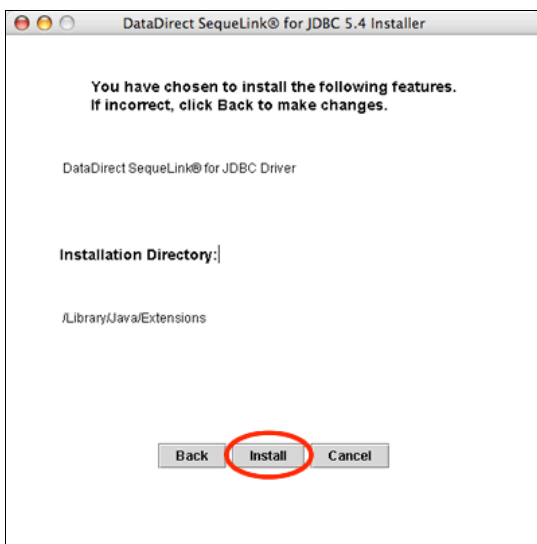 DataDirect SequeLink® for JDBC 5.4 Installer
You have chosen to install the following features.
If incorrect, click Back to make changes.
DataDirect SequeLink® for JDBC Driver
Installation Directory:
/Library/Java/Extensions
Back Install Cancel